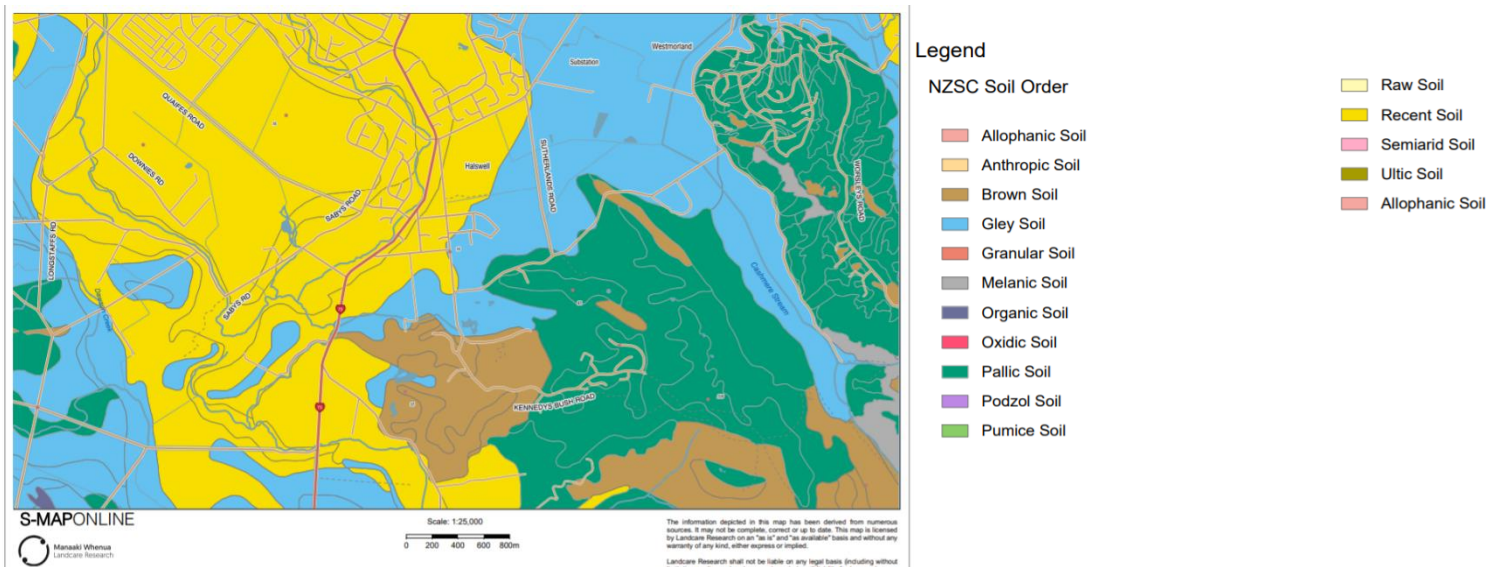 Westmorland
Substation
QUAIFES ROAD
DOWNIES RD
Halswell
SUTHERLANDS ROAD
WORSLEYS ROAD
SABYS ROAD
LONGSTAFFS RD
Cashmere Stream
SABYS RD
75
75
KENNEDYS BUSH ROAD
S-MAPONLINE
Manaaki Whenua
Landcare Research
Scale: 1:25,000
0 200 400 600 800m
The information depicted in this map has been derived from numerous
sources. It may not be complete, correct or up to date. This map is licensed
by Landcare Research on an "as is" and "as available" basis and without any
warranty of any kind, either express or implied.
Landcare Research shall not be liable on any legal basis (including without
Legend
NZSC Soil Order
Allophanic Soil
Anthropic Soil
Brown Soil
Gley Soil
Granular Soil
Melanic Soil
Organic Soil
Oxidic Soil
Pallic Soil
Podzol Soil
Pumice Soil
Raw Soil
Recent Soil
Semiarid Soil
Ultic Soil
Allophanic Soil